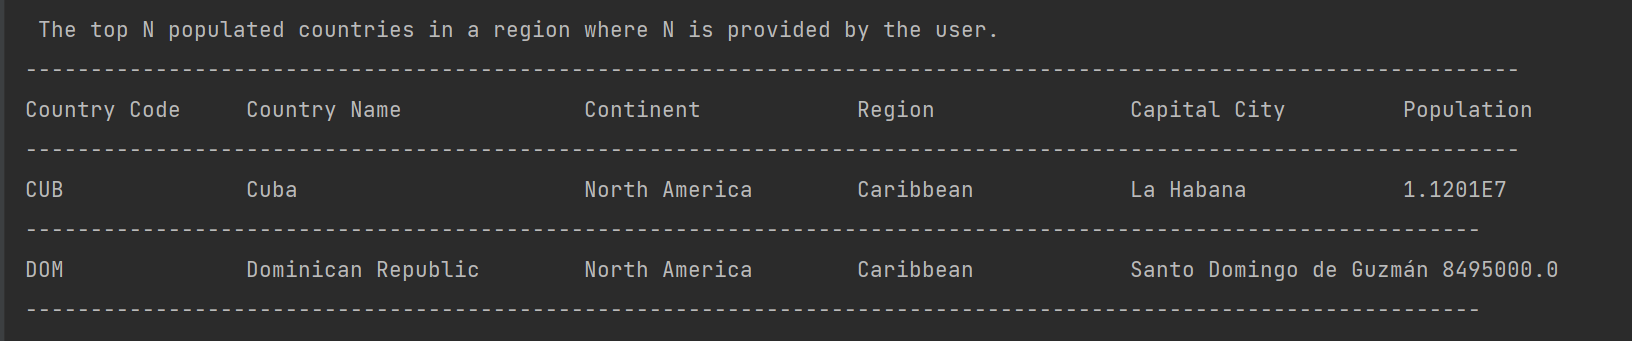 The top N populated countries in a region where N is provided by the user.
-------------------------------------------------------------------------------------------------------------------
Country Code     Country Name              Continent            Region               Capital City         Population
-------------------------------------------------------------------------------------------------------------------
CUB              Cuba                      North America        Caribbean            La Habana            1.1201E7
----------------------------------------------------------------------------------------------------------------
DOM              Dominican Republic        North America        Caribbean            Santo Domingo de Guzmán 8495000.0
----------------------------------------------------------------------------------------------------------------